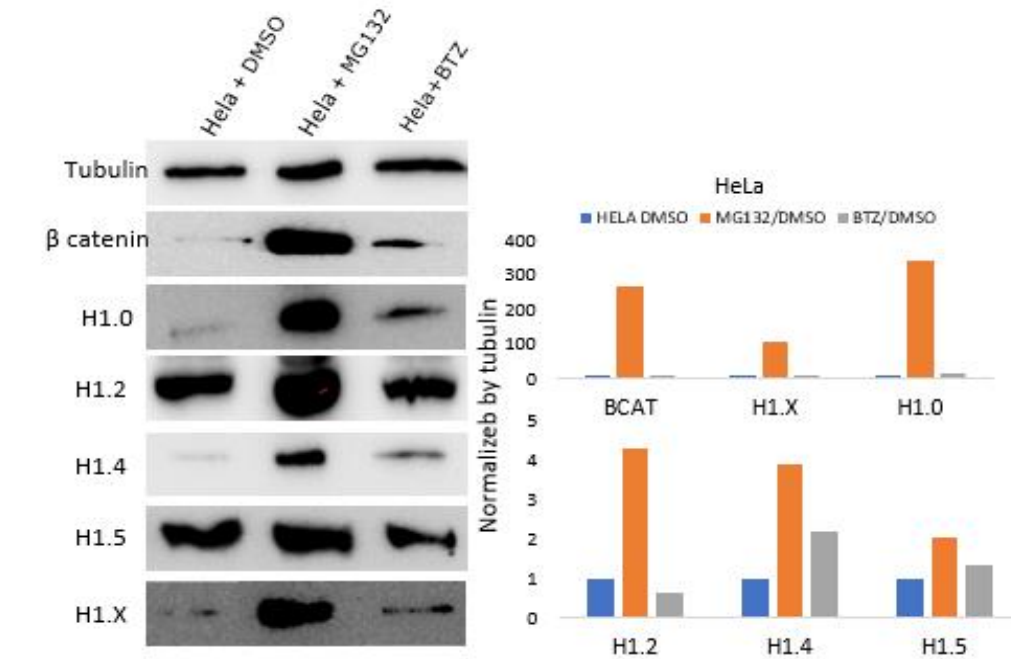 Hela + DMSO
Hela + MG132
Hela+BTZ
Tubulin
β catenin
H1.0
H1.2
H1.4
H1.5
H1.X
HeLa
HELA DMSO MG132/DMSO BTZ/DMSO
Normalizeb by tubulin
400
300
200
100
0
BCAT H1.X H1.0
5
4
3
2
1
0
H1.2 H1.4 H1.5